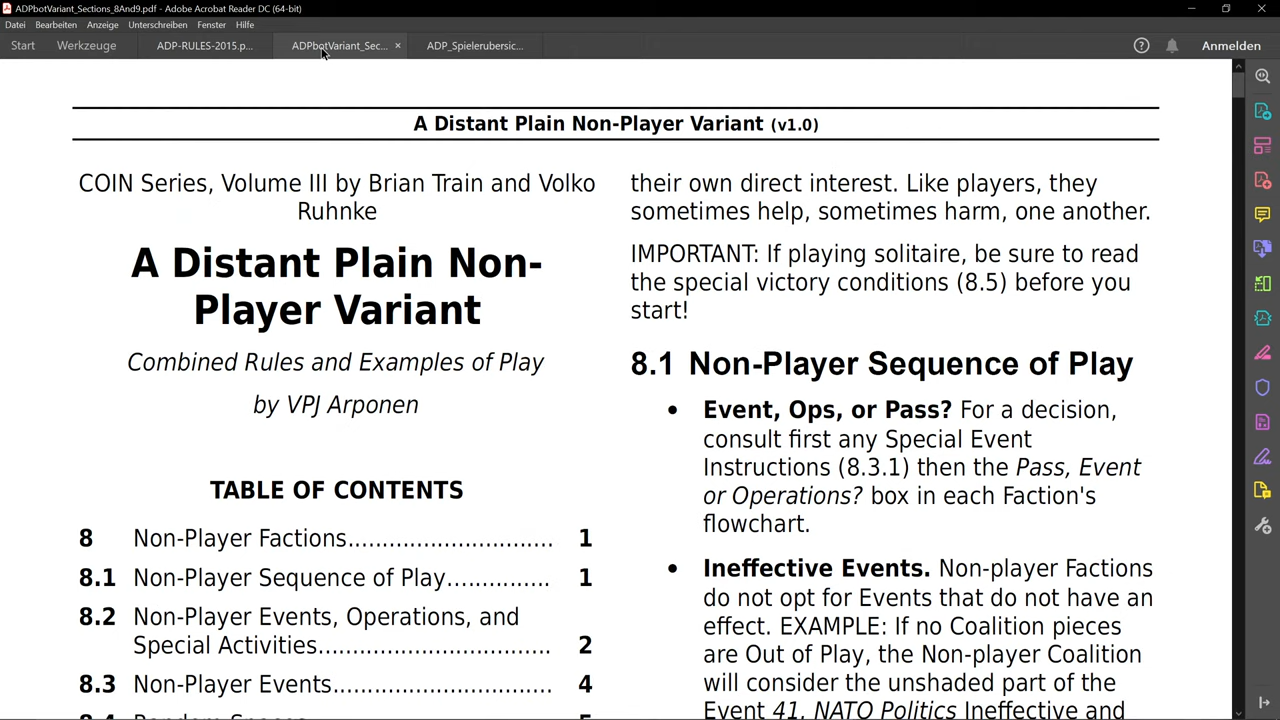 ADPbotVariant_Sections_8And9.pdf - Adobe Acrobat Reader DC (64-bit)
Datei Bearbeiten Anzeige Unterschreiben Fenster Hilfe
Start Werkzeuge ADP-RULES-2015.p... ADPbotVariant_Sec... × ADP_Spielerubersic... Anmelden
A Distant Plain Non-Player Variant (v1.0)
COIN Series, Volume III by Brian Train and Volko
Ruhnke
A Distant Plain Non-
Player Variant
Combined Rules and Examples of Play
by VPJ Arponen
TABLE OF CONTENTS
8 Non-Player Factions............................. 1
8.1 Non-Player Sequence of Play............... 1
8.2 Non-Player Events, Operations, and
Special Activities................................. 2
8.3 Non-Player Events............................... 4
their own direct interest. Like players, they
sometimes help, sometimes harm, one another.
IMPORTANT: If playing solitaire, be sure to read
the special victory conditions (8.5) before you
start!
8.1 Non-Player Sequence of Play
• Event, Ops, or Pass? For a decision,
consult first any Special Event
Instructions (8.3.1) then the Pass, Event
or Operations? box in each Faction's
flowchart.
• Ineffective Events. Non-player Factions
do not opt for Events that do not have an
effect. EXAMPLE: If no Coalition pieces
are Out of Play, the Non-player Coalition
will consider the unshaded part of the
Event 41, NATO Politics Ineffective and